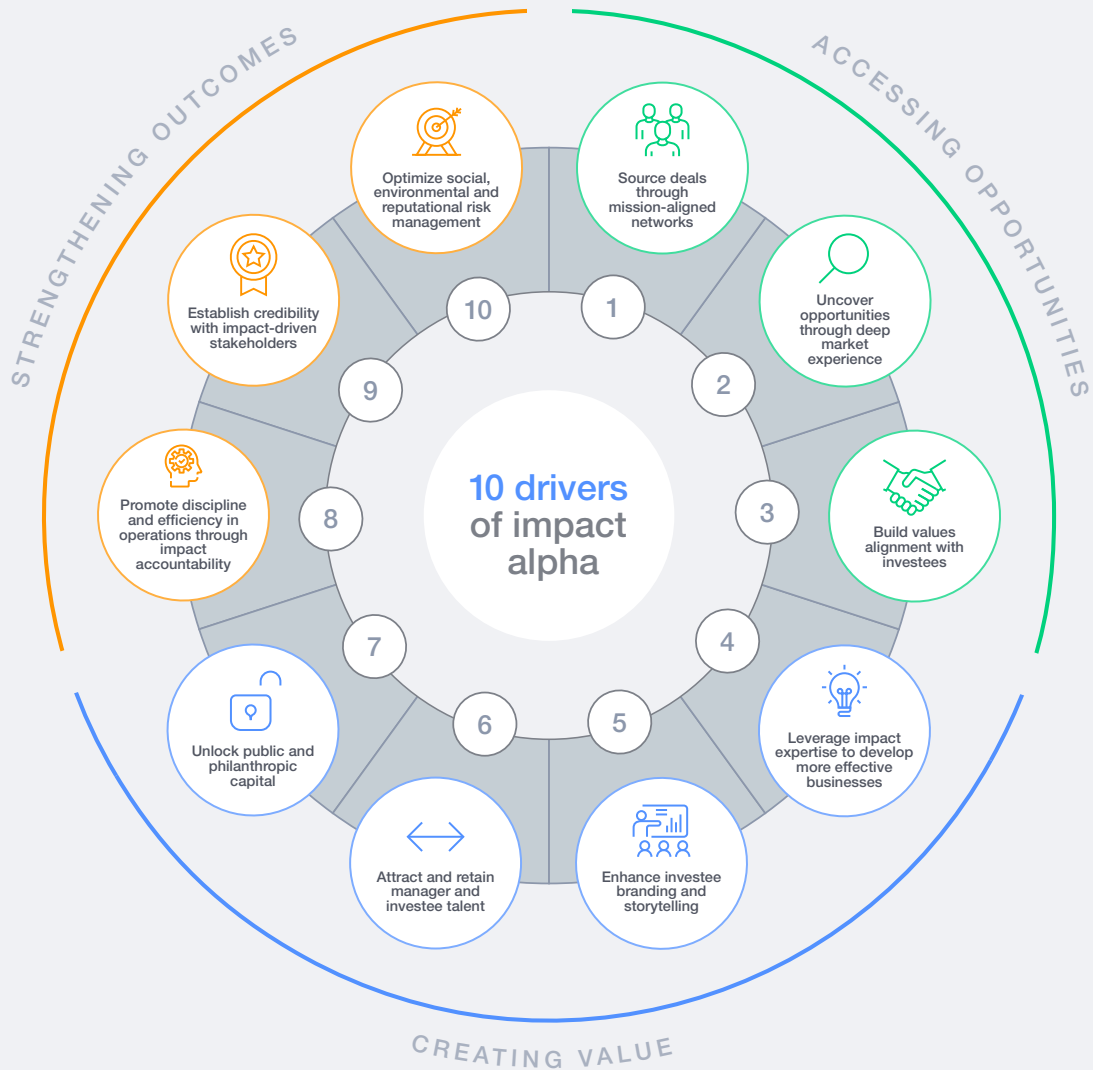 STRENGTHENING OUTCOMES
ACCESSING OPPORTUNITIES
CREATING VALUE
10 drivers
of impact
alpha
1
Source deals
through
mission-aligned
networks
2
Uncover
opportunities
through deep
market
experience
3
Build values
alignment with
investees
4
Leverage impact
expertise to develop
more effective
businesses
5
Enhance investee
branding and
storytelling
6
Attract and retain
manager and
investee talent
7
Unlock public and
philanthropic
capital
8
Promote discipline
and efficiency in
operations through
impact
accountability
9
Establish credibility
with impact-driven
stakeholders
10
Optimize social,
environmental and
reputational risk
management